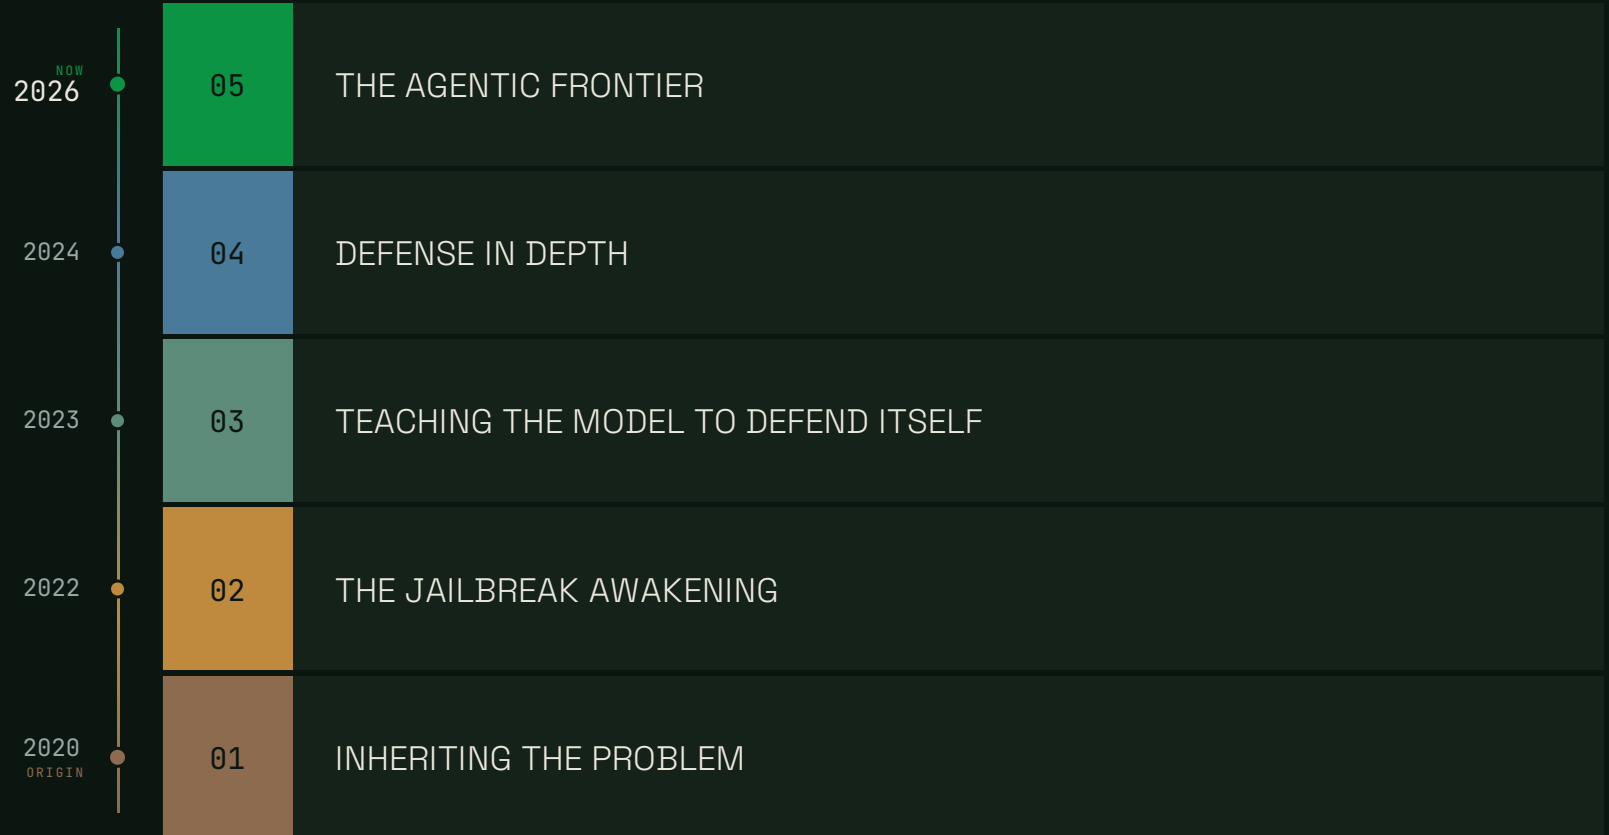 NOW
2026
05
THE AGENTIC FRONTIER
2024
04
DEFENSE IN DEPTH
2023
03
TEACHING THE MODEL TO DEFEND ITSELF
2022
02
THE JAILBREAK AWAKENING
2020
ORIGIN
01
INHERITING THE PROBLEM